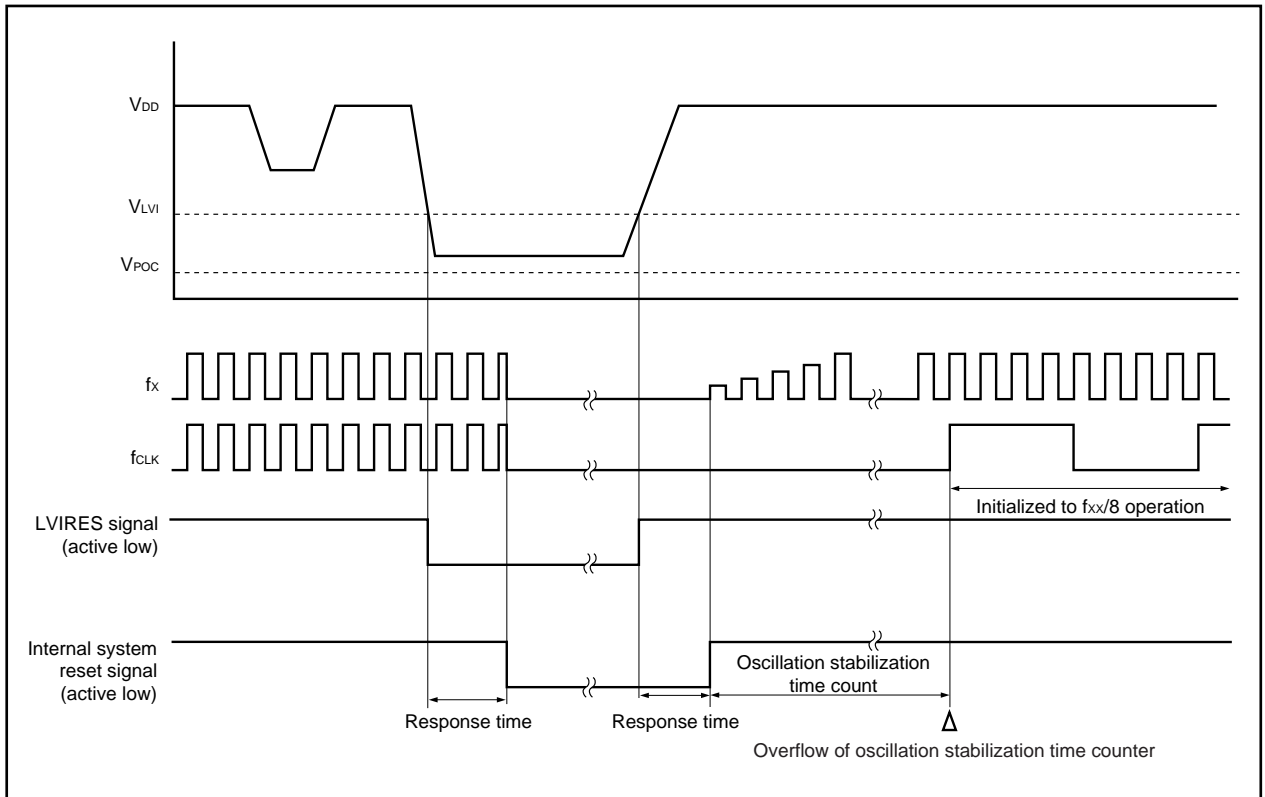 VDD
VLVI
VPOC
fX
fCLK
Initialized to fXX/8 operation
LVIRES signal
(active low)
Internal system
reset signal
(active low)
Oscillation stabilization
time count
Response time
Response time
Overflow of oscillation stabilization time counter